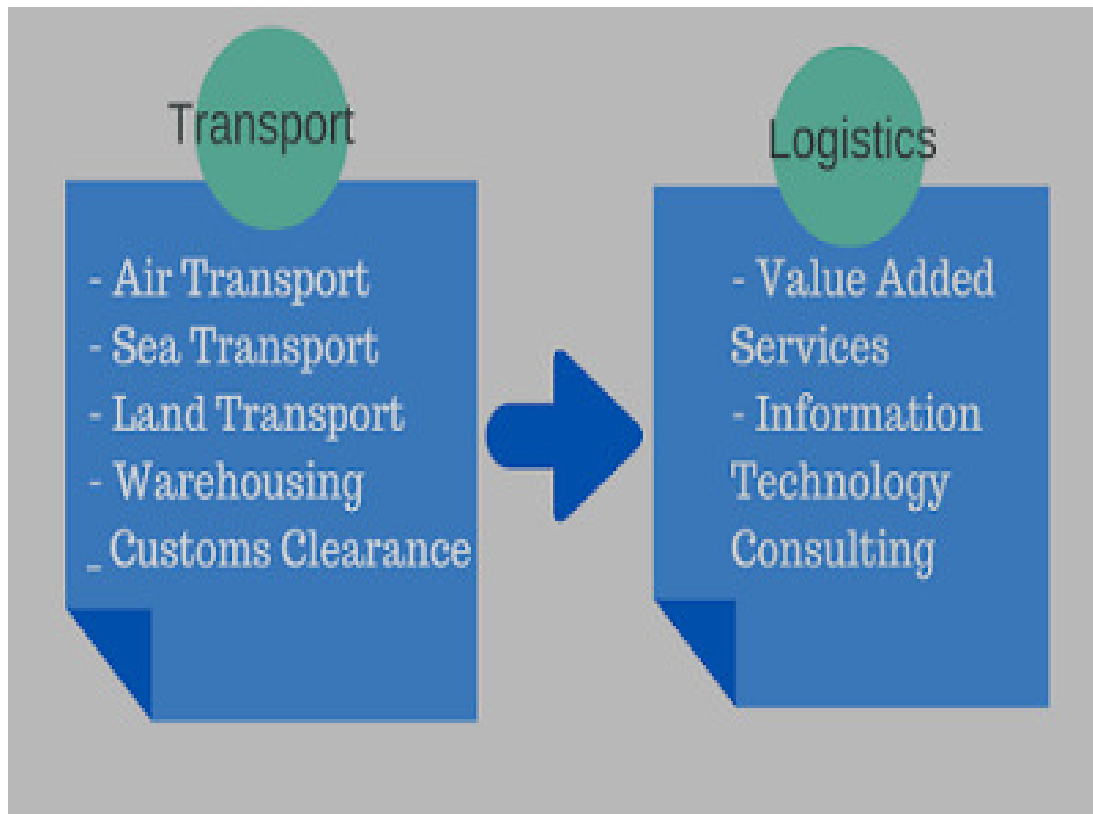 Transport
- Air Transport
- Sea Transport
- Land Transport
- Warehousing
_ Customs Clearance
Logistics
- Value Added
Services
- Information
Technology
Consulting